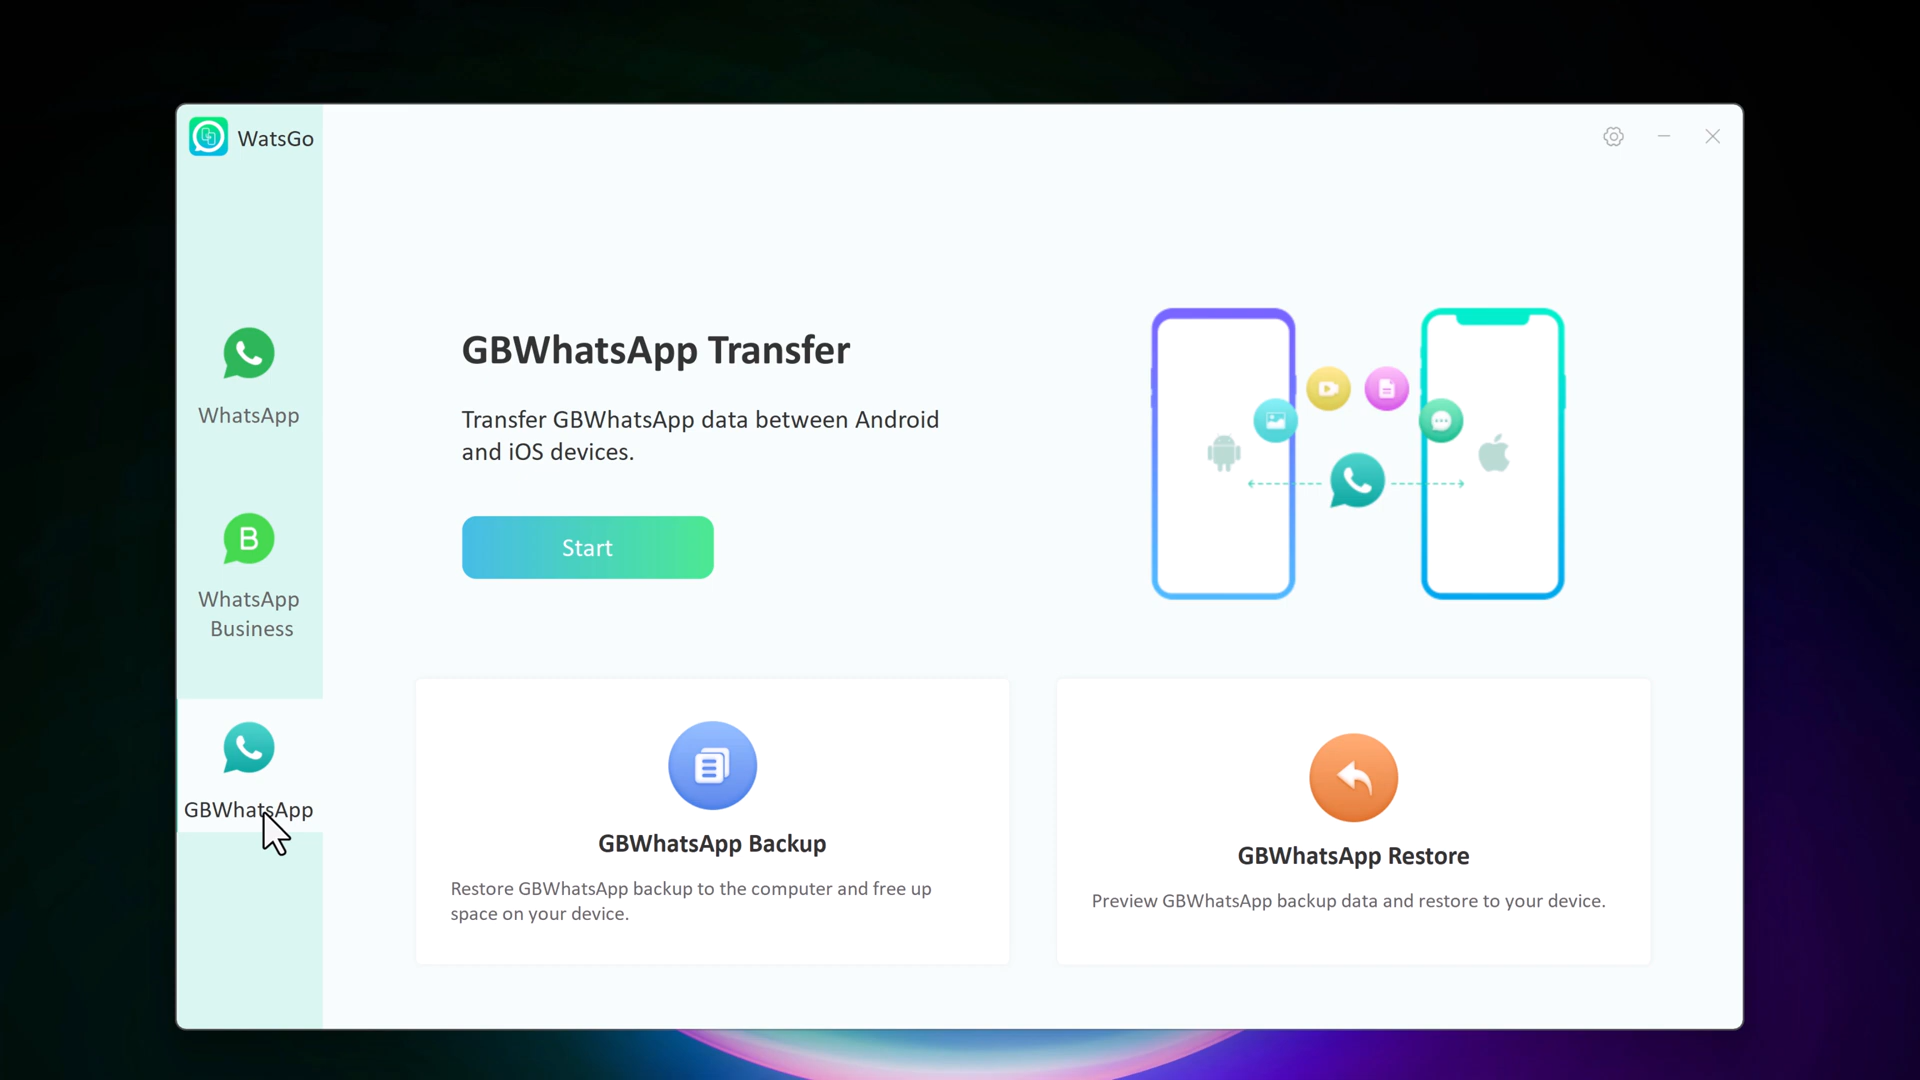 WatsGo
WhatsApp
WhatsApp
Business
GBWhatsApp
GBWhatsApp Transfer
Transfer GBWhatsApp data between Android
and iOS devices.
Start
GBWhatsApp Backup
Restore GBWhatsApp backup to the computer and free up
space on your device.
GBWhatsApp Restore
Preview GBWhatsApp backup data and restore to your device.